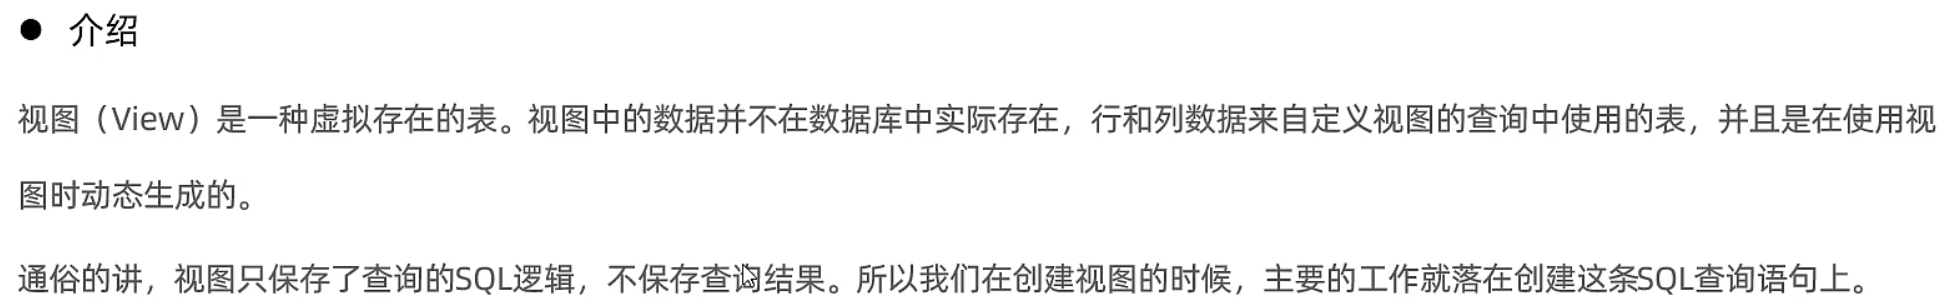 ● 介绍
视图（View）是一种虚拟存在的表。视图中的数据并不在数据库中实际存在，行和列数据来自定义视图的查询中使用的表，并且是在使用视
图时动态生成的。
通俗的讲，视图只保存了查询的SQL逻辑，不保存查询结果。所以我们在创建视图的时候，主要的工作就落在创建这条SQL查询语句上。